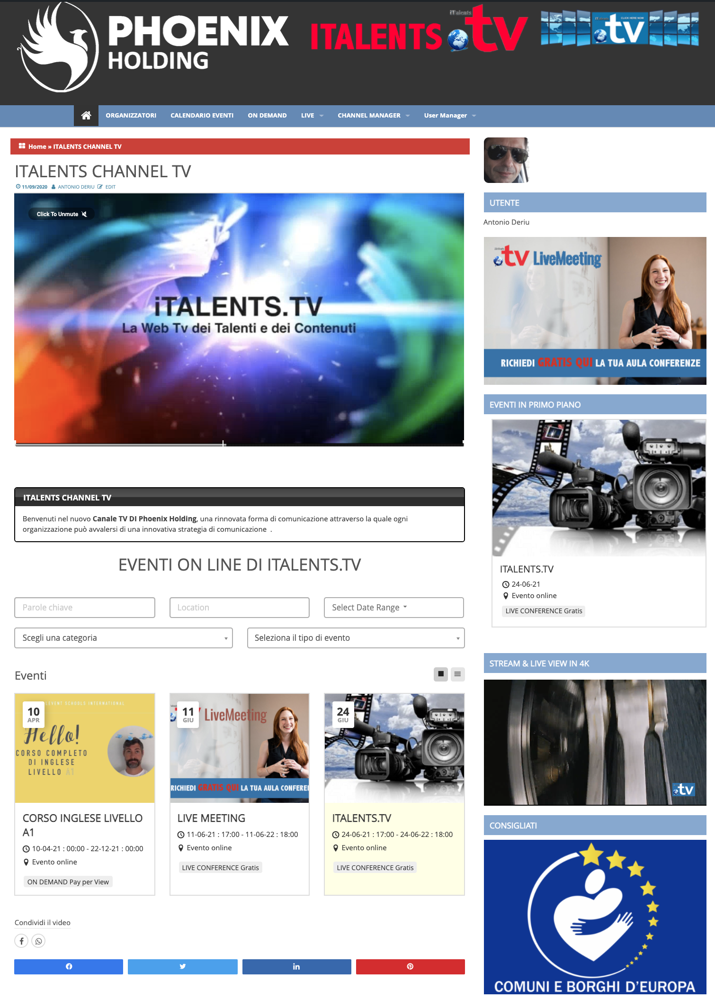 PHOENIX
HOLDING
iTalents
ITALENTS.tv
iTalents
CLICK HERE NOW
.tv
ORGANIZZATORI
CALENDARIO EVENTI
ON DEMAND
LIVE
CHANNEL MANAGER
User Manager
Home » ITALENTS CHANNEL TV
ITALENTS CHANNEL TV
11/09/2020 ANTONIO DERIU EDIT
Click To Unmute
iTALENTS.TV
La Web Tv dei Talenti e dei Contenuti
ITALENTS CHANNEL TV
Benvenuti nel nuovo Canale TV DI Phoenix Holding, una rinnovata forma di comunicazione attraverso la quale ogni
organizzazione può avvalersi di una innovativa strategia di comunicazione .
EVENTI ON LINE DI ITALENTS.TV
Parole chiave
Location
Select Date Range
Scegli una categoria
Seleziona il tipo di evento
Eventi
LEVENT SCHOOLS INTERNATIONAL
10
APR
Hello!
CORSO COMPLETO
DI INGLESE
LIVELLO A1
CORSO INGLESE LIVELLO
A1
10-04-21 : 00:00 - 22-12-21 : 00:00
Evento online
ON DEMAND Pay per View
11
GIU
LiveMeeting
RICHIEDI GRATIS QUI LA TUA AULA CONFEREN
LIVE MEETING
11-06-21 : 17:00 - 11-06-22 : 18:00
Evento online
LIVE CONFERENCE Gratis
24
GIU
ITALENTS.TV
24-06-21 : 17:00 - 24-06-22 : 18:00
Evento online
LIVE CONFERENCE Gratis
Condividi il video
UTENTE
Antonio Deriu
iTalents
.tv LiveMeeting
RICHIEDI GRATIS QUI LA TUA AULA CONFERENZE
EVENTI IN PRIMO PIANO
ITALENTS.TV
24-06-21
Evento online
LIVE CONFERENCE Gratis
STREAM & LIVE VIEW IN 4K
.tv
CONSIGLIATI
COMUNI E BORGHI D'EUROPA